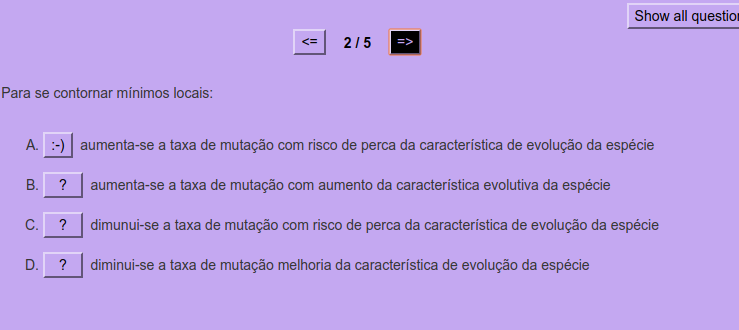 Show all question
<= 2 / 5 =>
Para se contornar mínimos locais:
A. :-) aumenta-se a taxa de mutação com risco de perca da característica de evolução da espécie
B. ? aumenta-se a taxa de mutação com aumento da característica evolutiva da espécie
C. ? dimunui-se a taxa de mutação com risco de perca da característica de evolução da espécie
D. ? diminui-se a taxa de mutação melhoria da característica de evolução da espécie